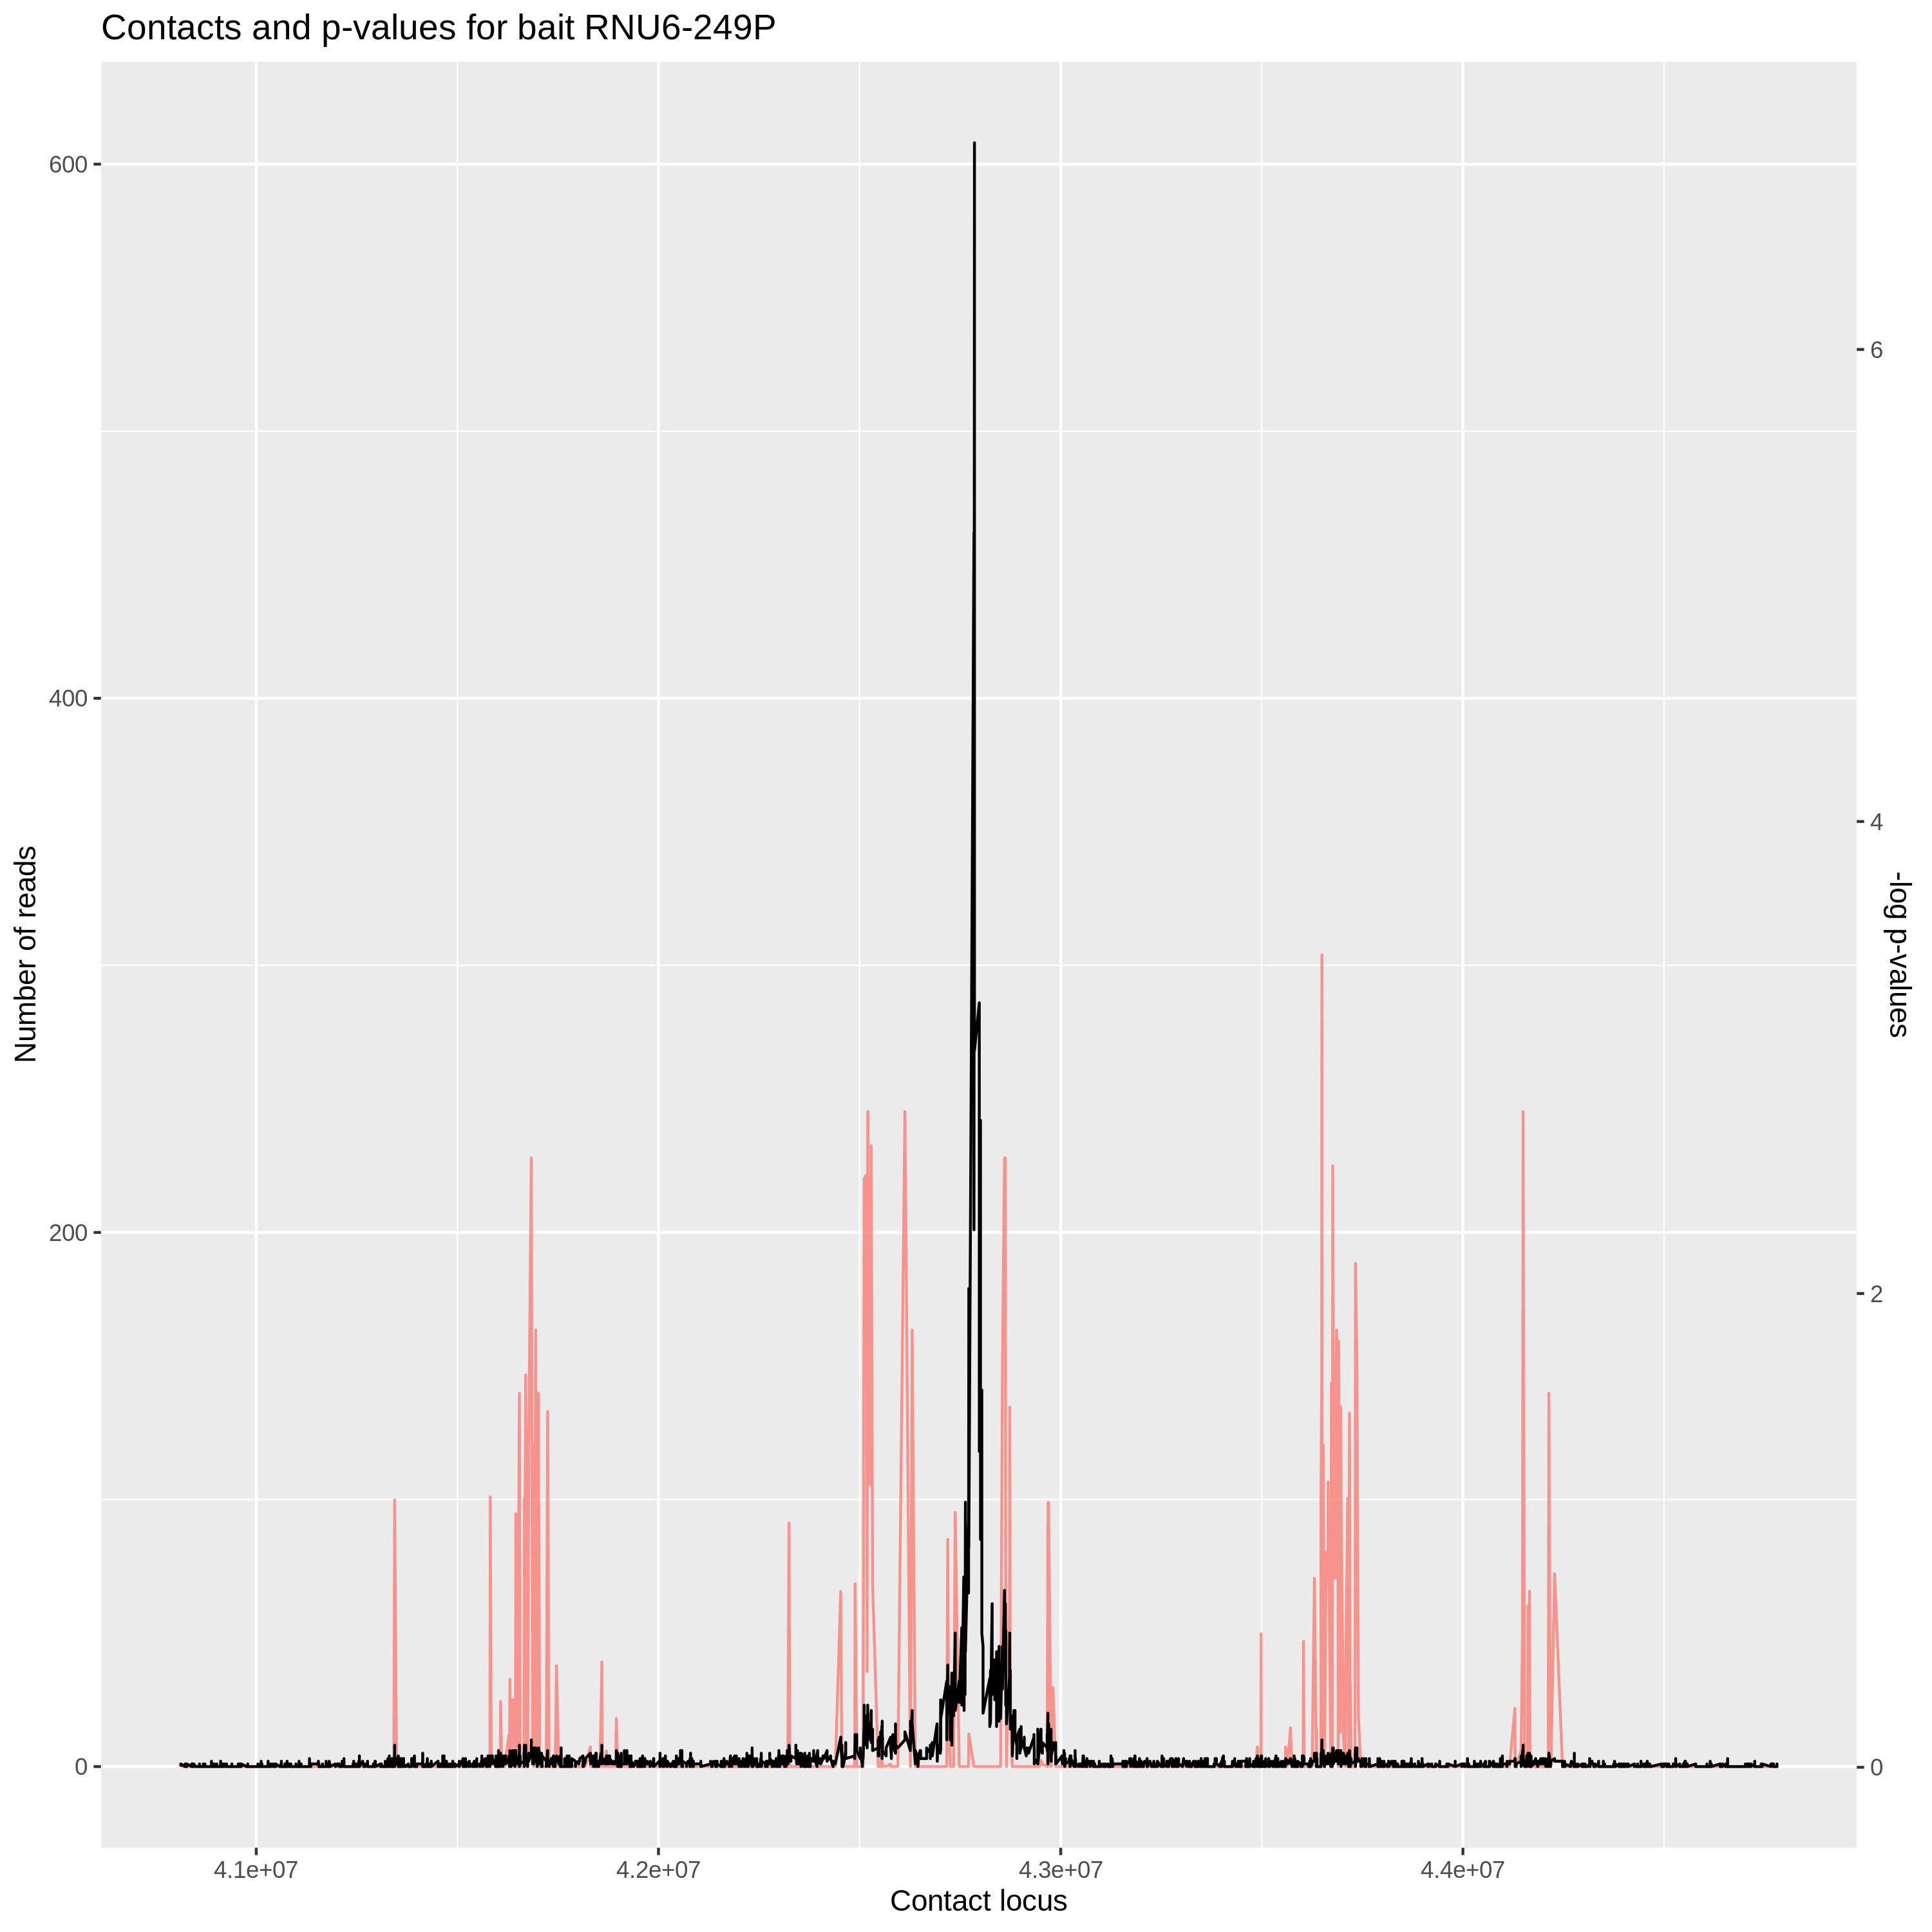 Contacts and p-values for bait RNU6-249P
600
400
200
0
6
4
2
0
Number of reads
-log p-values
4.1e+07
4.2e+07
4.3e+07
4.4e+07
Contact locus